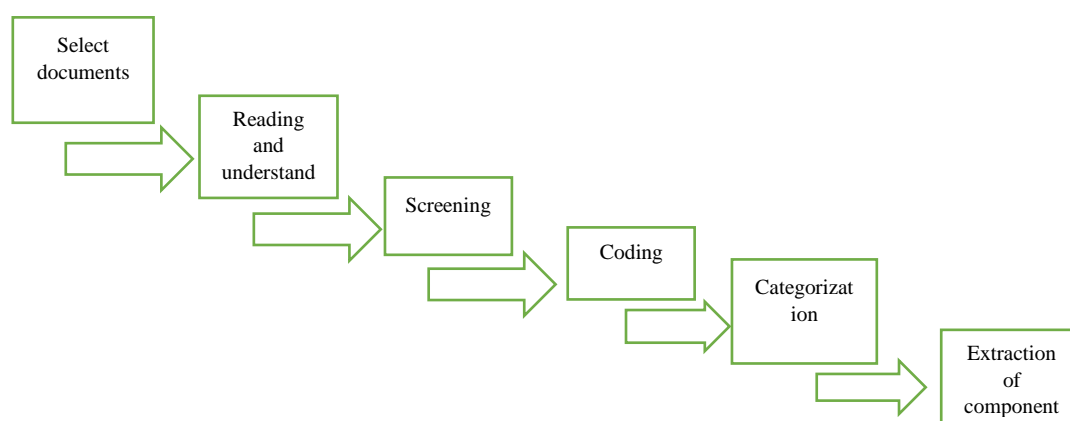 Select
documents
Reading
and
understand
Screening
Coding
Categorizat
ion
Extraction
of
component